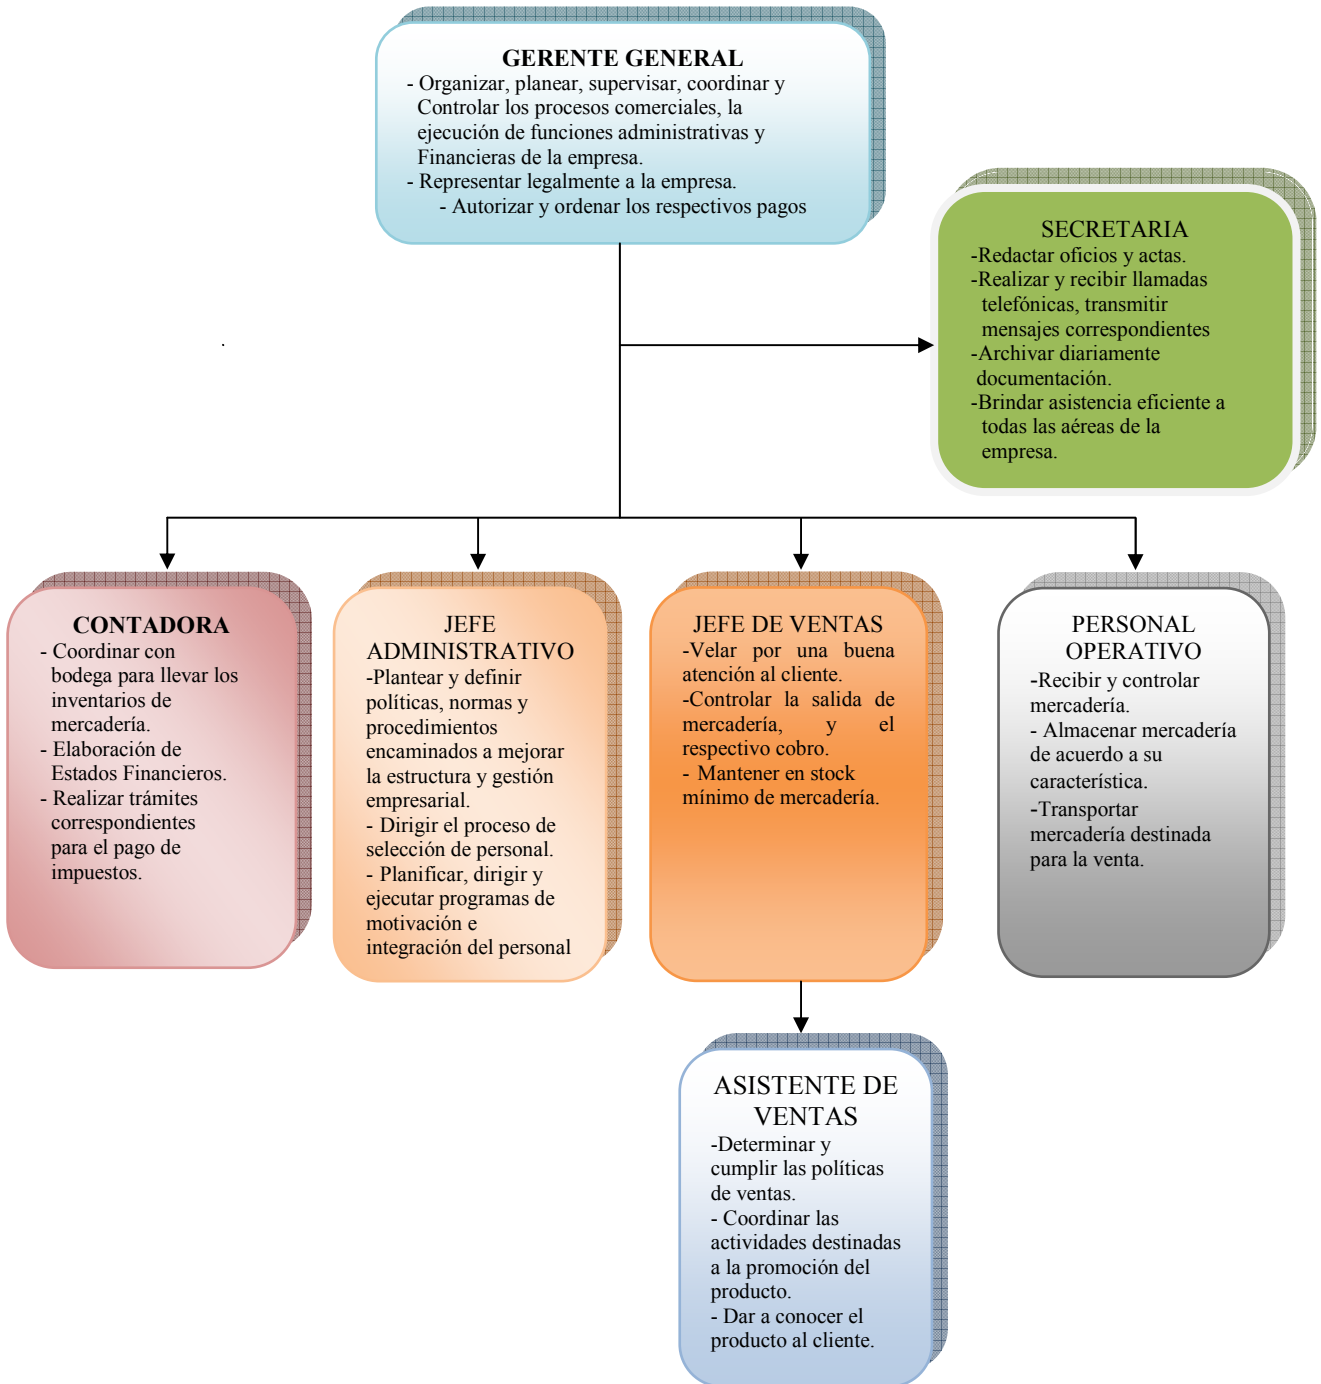 GERENTE GENERAL
- Organizar, planear, supervisar, coordinar y
Controlar los procesos comerciales, la
ejecución de funciones administrativas y
Financieras de la empresa.
- Representar legalmente a la empresa.
- Autorizar y ordenar los respectivos pagos
SECRETARIA
-Redactar oficios y actas.
-Realizar y recibir llamadas
telefónicas, transmitir
mensajes correspondientes
-Archivar diariamente
documentación.
-Brindar asistencia eficiente a
todas las aéreas de la
empresa.
CONTADORA
- Coordinar con
bodega para llevar los
inventarios de
mercadería.
- Elaboración de
Estados Financieros.
- Realizar trámites
correspondientes
para el pago de
impuestos.
JEFE
ADMINISTRATIVO
-Plantear y definir
políticas, normas y
procedimientos
encaminados a mejorar
la estructura y gestión
empresarial.
- Dirigir el proceso de
selección de personal.
- Planificar, dirigir y
ejecutar programas de
motivación e
integración del personal
JEFE DE VENTAS
-Velar por una buena
atención al cliente.
-Controlar la salida de
mercadería, y el
respectivo cobro.
- Mantener en stock
mínimo de mercadería.
PERSONAL
OPERATIVO
-Recibir y controlar
mercadería.
- Almacenar mercadería
de acuerdo a su
característica.
-Transportar
mercadería destinada
para la venta.
ASISTENTE DE
VENTAS
-Determinar y
cumplir las políticas
de ventas.
- Coordinar las
actividades destinadas
a la promoción del
producto.
- Dar a conocer el
producto al cliente.